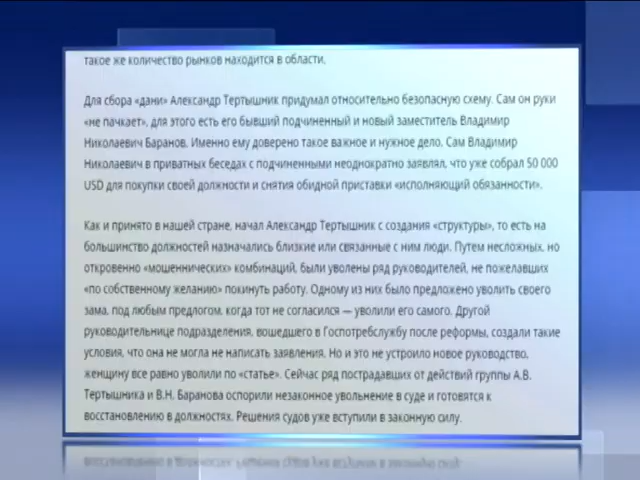 такое же количество рынков находится в области.
Для сбора «дани» Александр Тертышник придумал относительно безопасную схему. Сам он руки
«не пачкает», для этого есть его бывший подчиненный и новый заместитель Владимир
Николаевич Баранов. Именно ему доверено такое важное и нужное дело. Сам Владимир
Николаевич в приватных беседах с подчиненными неоднократно заявлял, что уже собрал 50 000
USD для покупки своей должности и снятия обидной приставки «исполняющий обязанности».
Как и принято в нашей стране, начал Александр Тертышник с создания «структуры», то есть на
большинство должностей назначались близкие или связанные с ним люди. Путем несложных, но
откровенно «мошеннических» комбинаций, были уволены ряд руководителей, не пожелавших
«по собственному желанию» покинуть работу. Одному из них было предложено уволить своего
зама, под любым предлогом, когда тот не согласился — уволили его самого. Другой
руководительнице подразделения, вошедшего в Госпотребслужбу после реформы, создали такие
условия, что она не могла не написать заявления. Но и это не устроило новое руководство,
женщину все равно уволили по «статье». Сейчас ряд пострадавших от действий группы А.В.
Тертышника и В.Н. Баранова оспорили незаконное увольнение в суде и готовятся к
восстановлению в должностях. Решения судов уже вступили в законную силу.